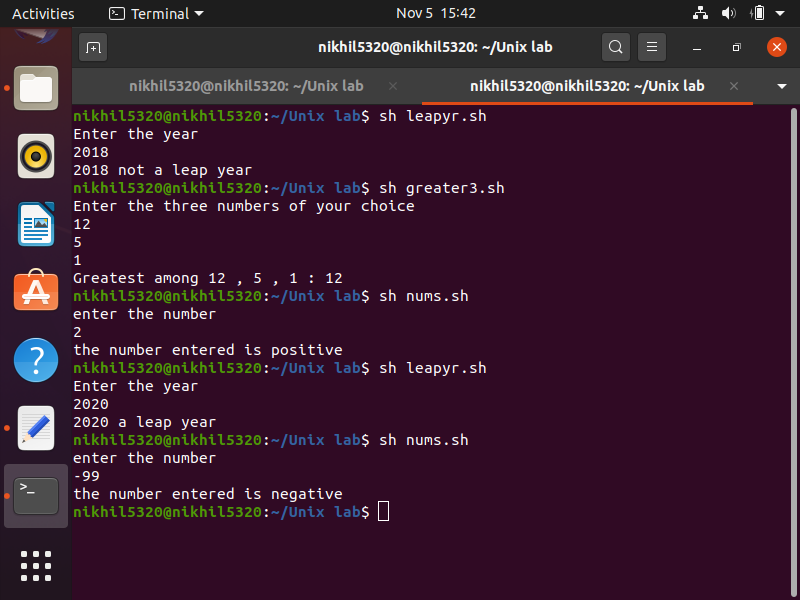 Activities
Terminal
Nov 5 15:42
nikhil5320@nikhil5320: ~/Unix lab
nikhil5320@nikhil5320: ~/Unix lab
nikhil5320@nikhil5320: ~/Unix lab
nikhil5320@nikhil5320:~/Unix lab$ sh leapyr.sh
Enter the year
2018
2018 not a leap year
nikhil5320@nikhil5320:~/Unix lab$ sh greater3.sh
Enter the three numbers of your choice
12
5
1
Greatest among 12 , 5 , 1 : 12
nikhil5320@nikhil5320:~/Unix lab$ sh nums.sh
enter the number
2
the number entered is positive
nikhil5320@nikhil5320:~/Unix lab$ sh leapyr.sh
Enter the year
2020
2020 a leap year
nikhil5320@nikhil5320:~/Unix lab$ sh nums.sh
enter the number
-99
the number entered is negative
nikhil5320@nikhil5320:~/Unix lab$